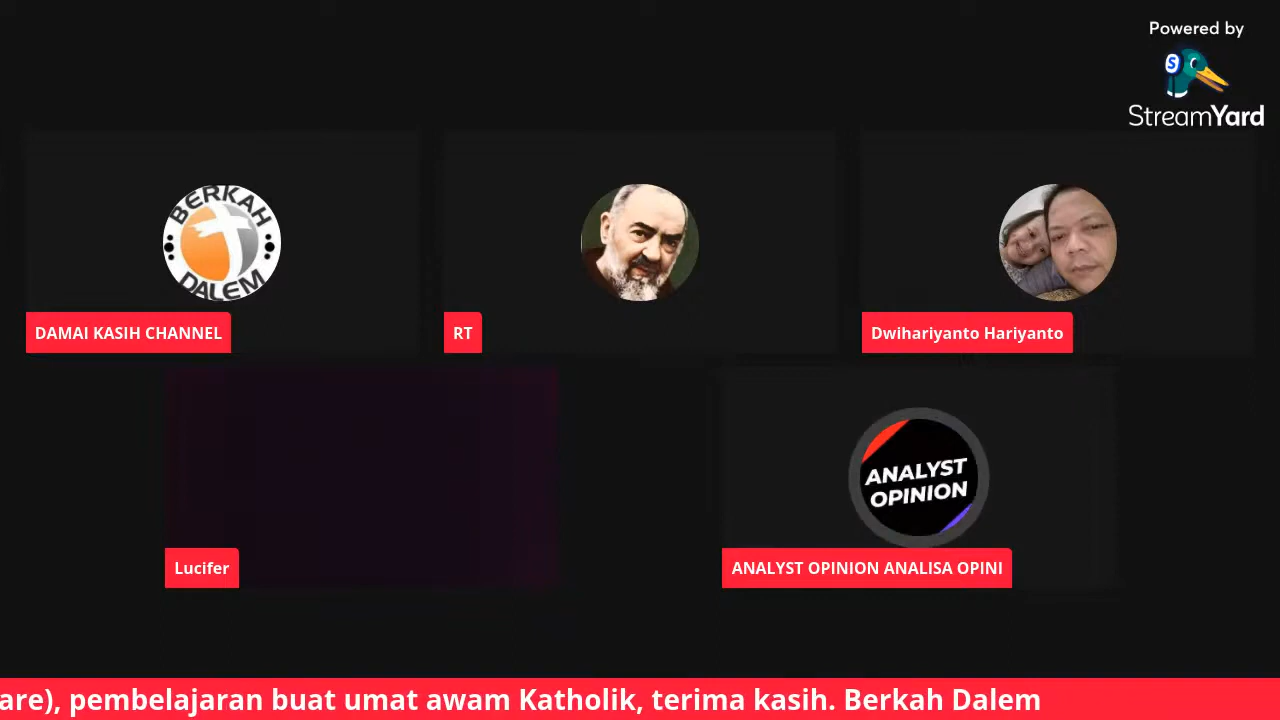 Powered by
S
StreamYard
BERKAH
DALEM
DAMAI KASIH CHANNEL
RT
Dwihariyanto Hariyanto
Lucifer
ANALYST
OPINION
ANALYST OPINION ANALISA OPINI
are), pembelajaran buat umat awam Katholik, terima kasih. Berkah Dalem